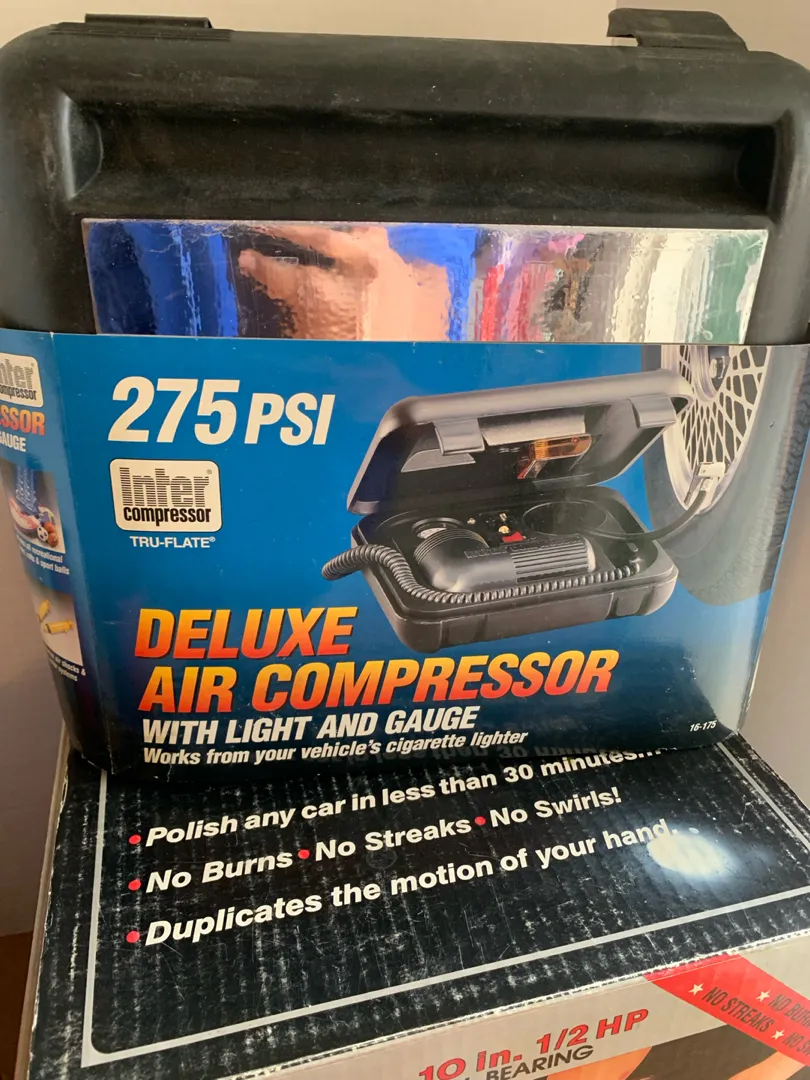 275 PSI
Inter®
compressor
TRU-FLATE®
DELUXE
AIR COMPRESSOR
WITH LIGHT AND GAUGE
Works from your vehicle's cigarette lighter
16-175
GAUGE
• Polish any car in less than 30 minutes
• No Burns • No Streaks • No Swirls!
• Duplicates the motion of your hand
10 in. 1/2 HP
BEARING
★ NO STREAKS ★